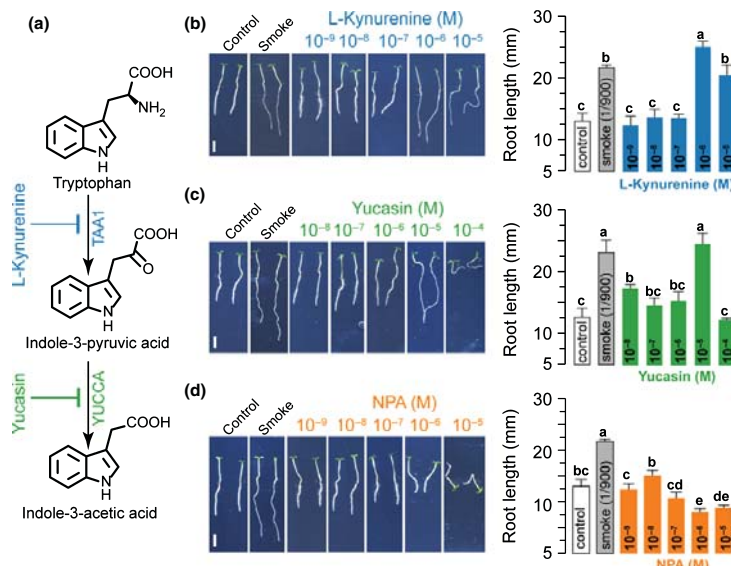 (a)
COOH
NH2
N
H
Tryptophan
L-Kynurenine
TAA1
COOH
O
N
H
Indole-3-pyruvic acid
Yucasin
YUCCA
COOH
N
H
Indole-3-acetic acid
(b)
Control
Smoke
L-Kynurenine (M)
10⁻⁹ 10⁻⁸ 10⁻⁷ 10⁻⁶ 10⁻⁵
Root length (mm)
30
20
10
5
c b c c c a b
control
smoke (1/900)
10⁻⁹
10⁻⁸
10⁻⁷
10⁻⁶
L-Kynurenine (M)
(c)
Control
Smoke
Yucasin (M)
10⁻⁸ 10⁻⁷ 10⁻⁶ 10⁻⁵ 10⁻⁴
Root length (mm)
30
20
10
5
c a b bc bc a c
control
smoke (1/900)
10⁻⁸
10⁻⁷
10⁻⁶
10⁻⁵
10⁻⁴
Yucasin (M)
(d)
Control
Smoke
NPA (M)
10⁻⁹ 10⁻⁸ 10⁻⁷ 10⁻⁶ 10⁻⁵
Root length (mm)
30
20
10
5
bc a c b cd e de
control
smoke (1/900)
10⁻⁸
10⁻⁷
10⁻⁶
10⁻⁵
NPA (M)